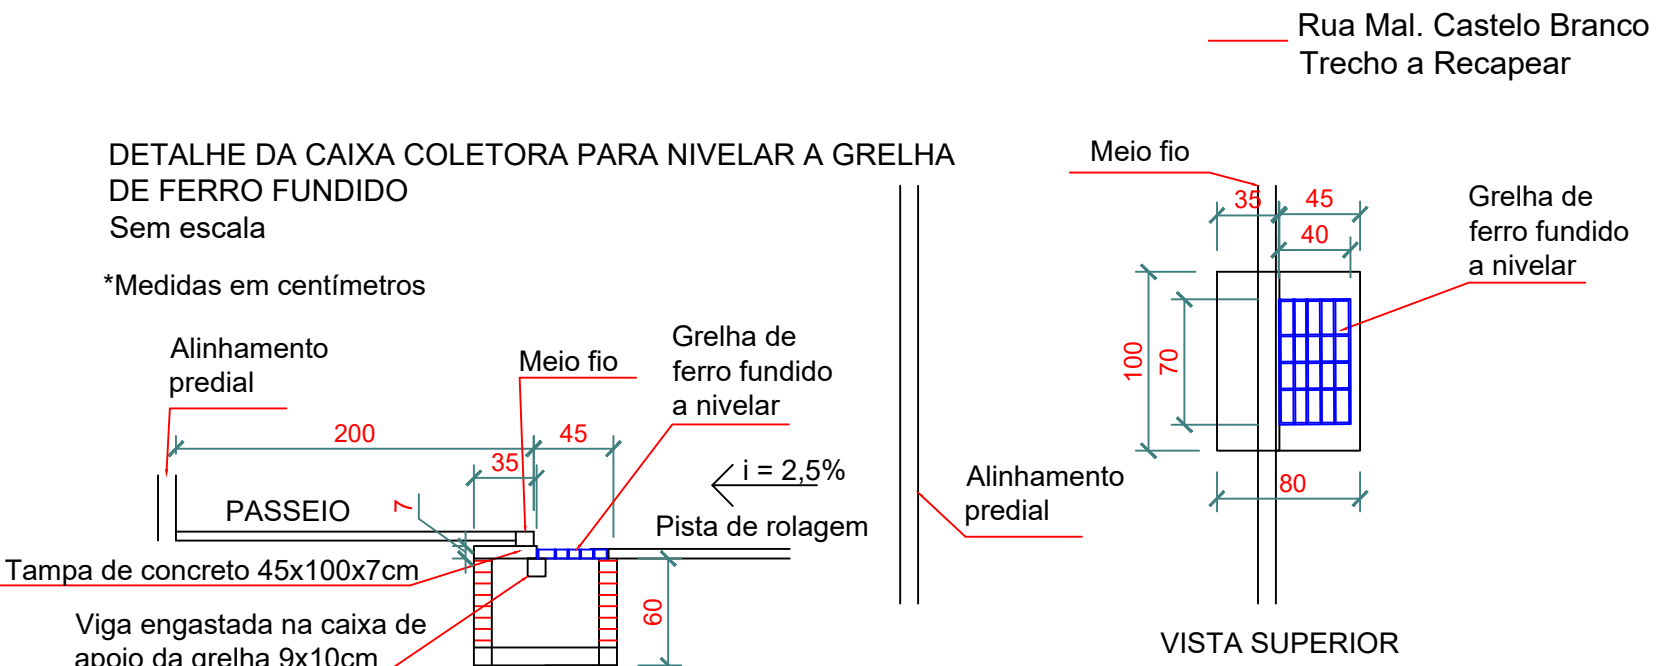 Rua Mal. Castelo Branco
Trecho a Recapear
DETALHE DA CAIXA COLETORA PARA NIVELAR A GRELHA
DE FERRO FUNDIDO
Sem escala
*Medidas em centímetros
Alinhamento
predial
Meio fio
Grelha de
ferro fundido
a nivelar
200
45
35
7
PASSEIO
i = 2,5%
Pista de rolagem
Tampa de concreto 45x100x7cm
60
Viga engastada na caixa de
apoio da grelha 9x10cm
Alinhamento
predial
Meio fio
35
45
40
Grelha de
ferro fundido
a nivelar
100
70
80
VISTA SUPERIOR